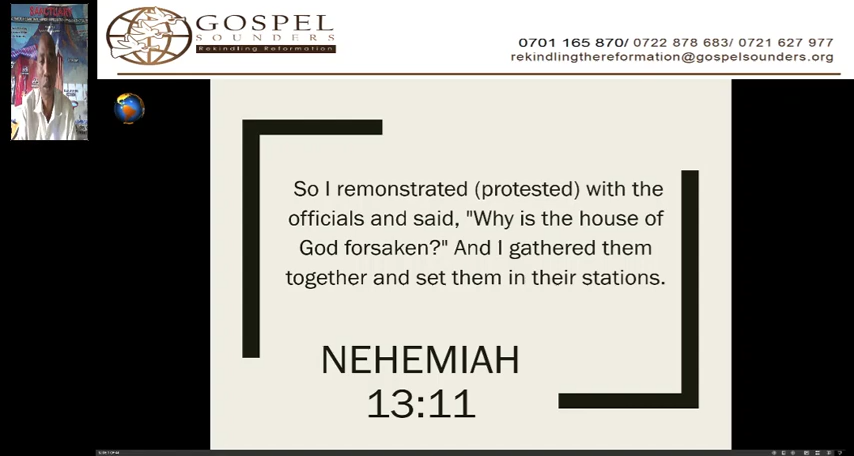 SANCTUARY
GOSPEL
SOUNDERS
Rekindling Reformation
0701 165 870/ 0722 878 683/ 0721 627 977
rekindlingthereformation@gospelsounders.org
So I remonstrated (protested) with the
officials and said, "Why is the house of
God forsaken?" And I gathered them
together and set them in their stations.
NEHEMIAH
13:11